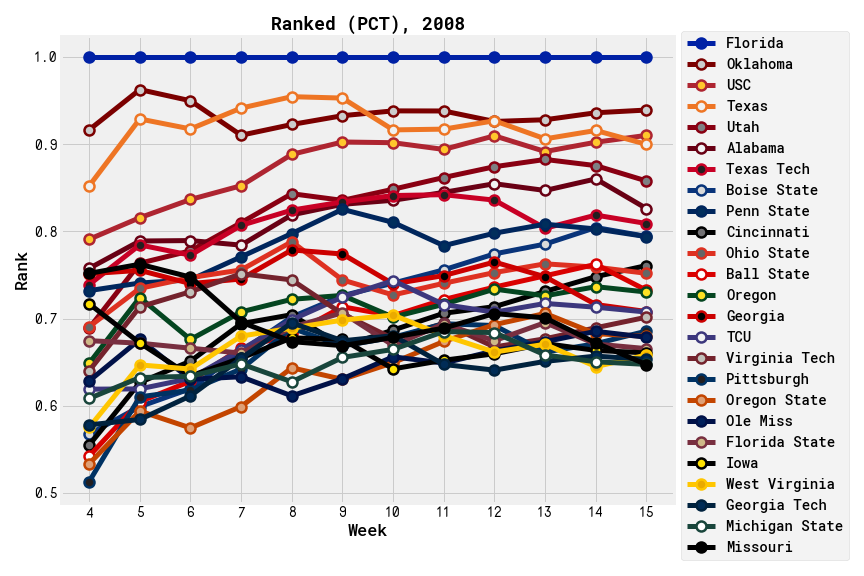 Ranked (PCT), 2008
1.0
0.9
0.8
0.7
0.6
0.5
Rank
4 5 6 7 8 9 10 11 12 13 14 15
Week
Florida
Oklahoma
USC
Texas
Utah
Alabama
Texas Tech
Boise State
Penn State
Cincinnati
Ohio State
Ball State
Oregon
Georgia
TCU
Virginia Tech
Pittsburgh
Oregon State
Ole Miss
Florida State
Iowa
West Virginia
Georgia Tech
Michigan State
Missouri